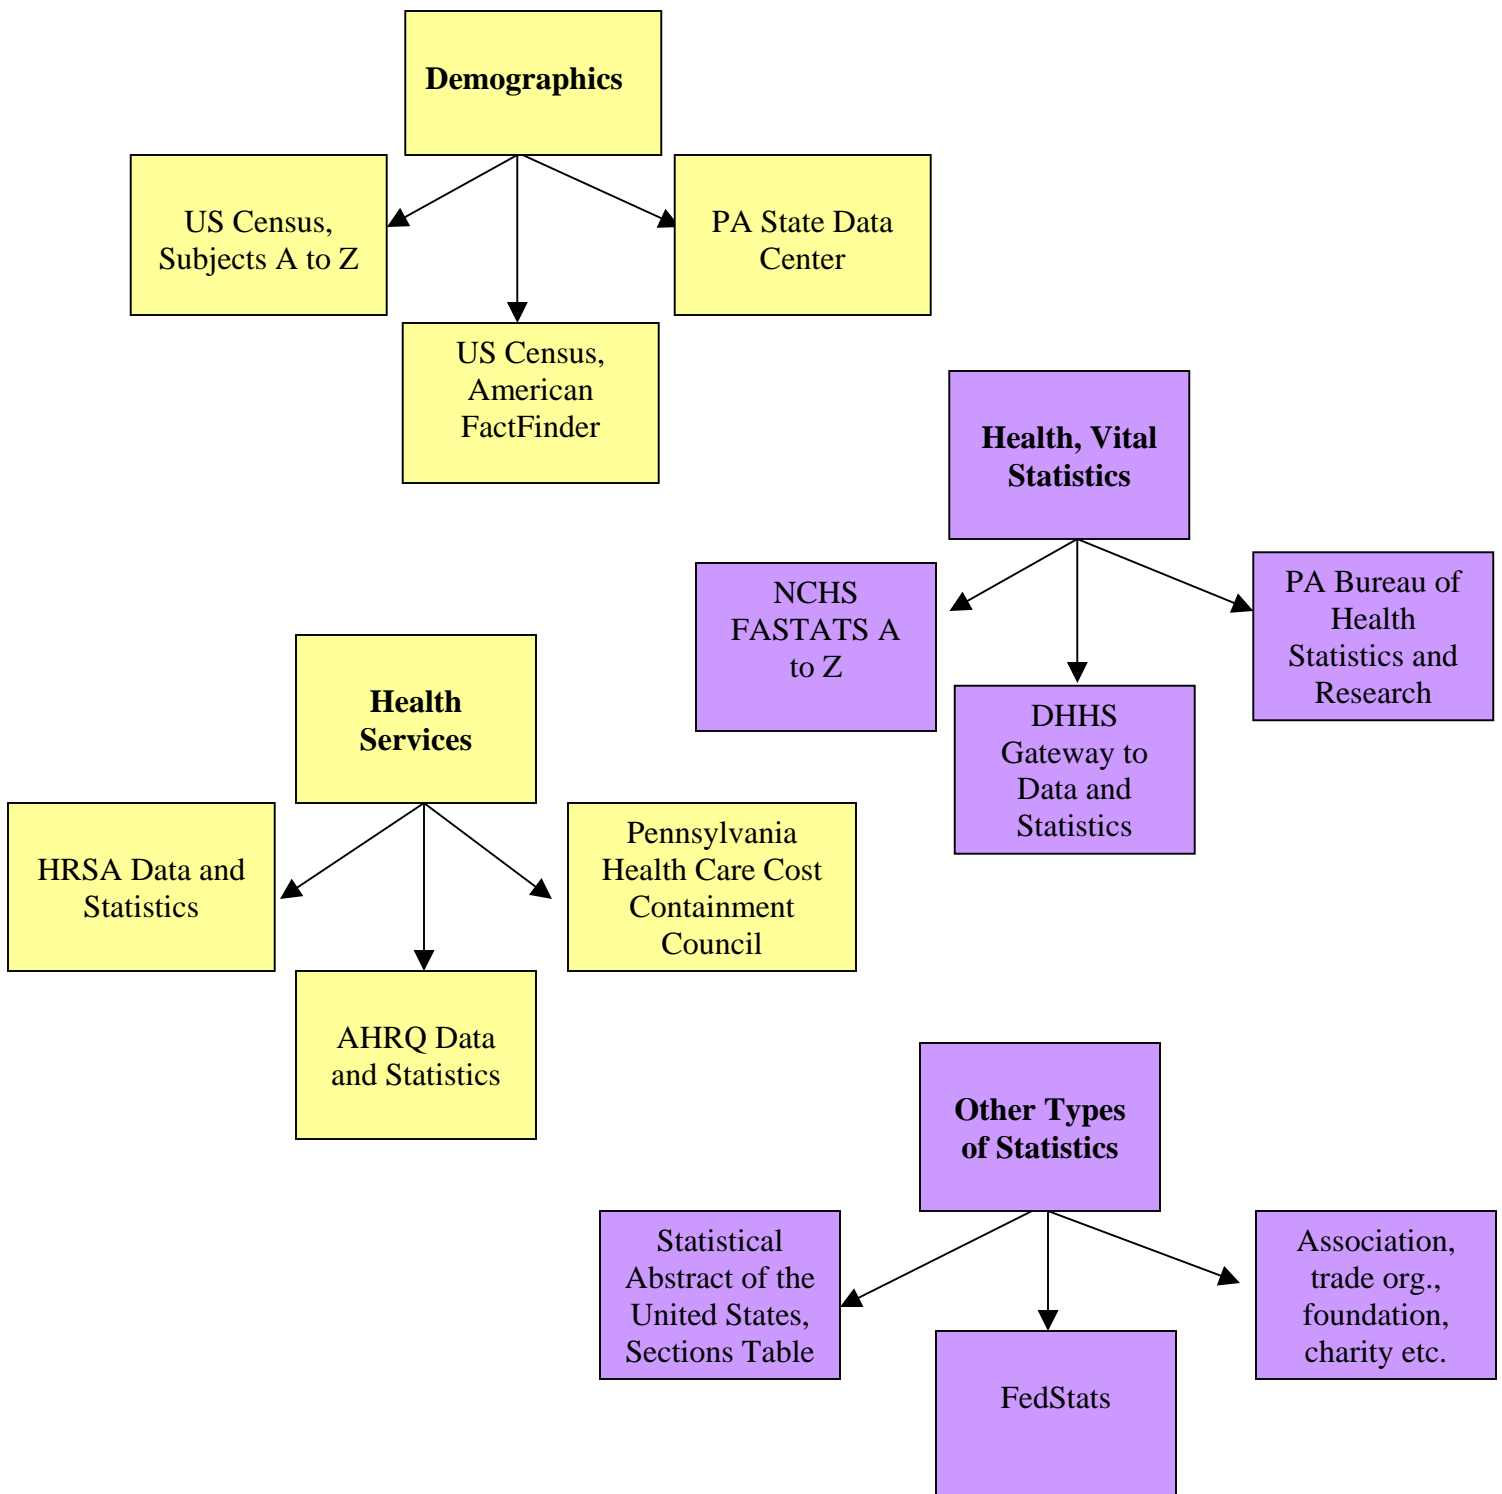 Demographics
US Census,
Subjects A to Z
PA State Data
Center
US Census,
American
FactFinder
Health, Vital
Statistics
NCHS
FASTATS A
to Z
PA Bureau of
Health
Statistics and
Research
DHHS
Gateway to
Data and
Statistics
Health
Services
HRSA Data and
Statistics
Pennsylvania
Health Care Cost
Containment
Council
AHRQ Data
and Statistics
Other Types
of Statistics
Statistical
Abstract of the
United States,
Sections Table
Association,
trade org.,
foundation,
charity etc.
FedStats